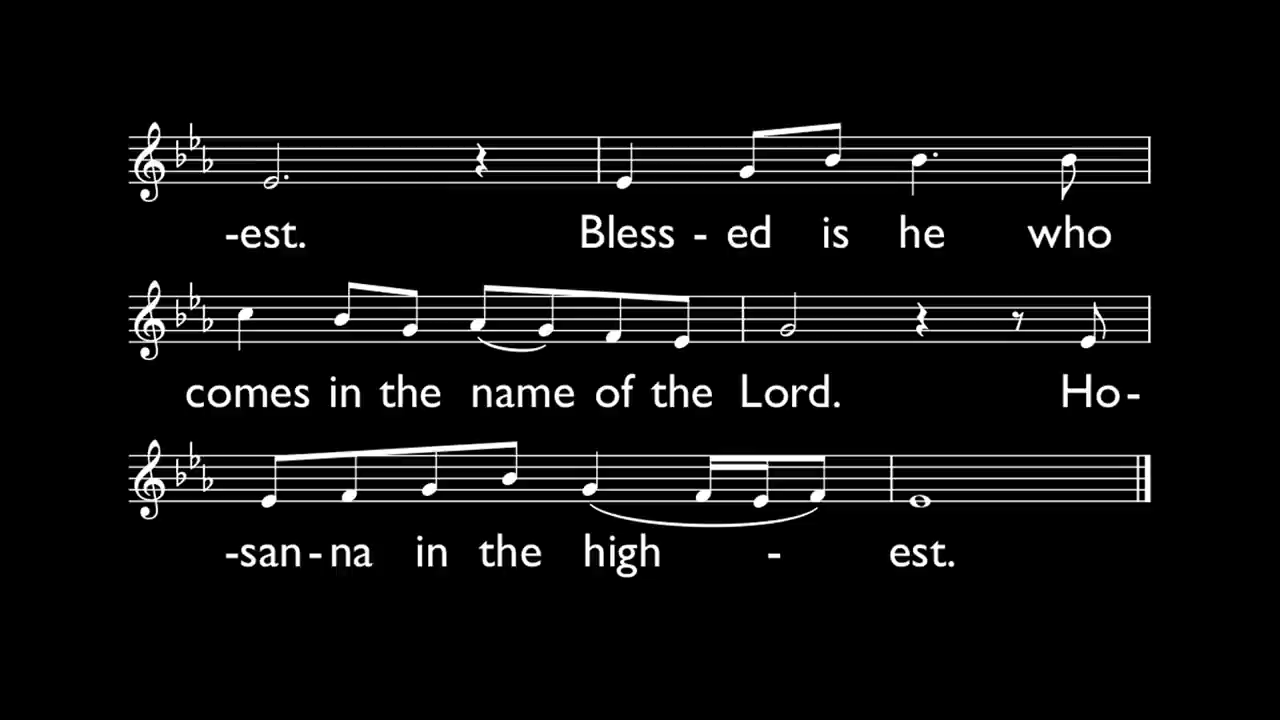 -est. Bless - ed is he who
comes in the name of the Lord. Ho-
-san-na in the high - est.